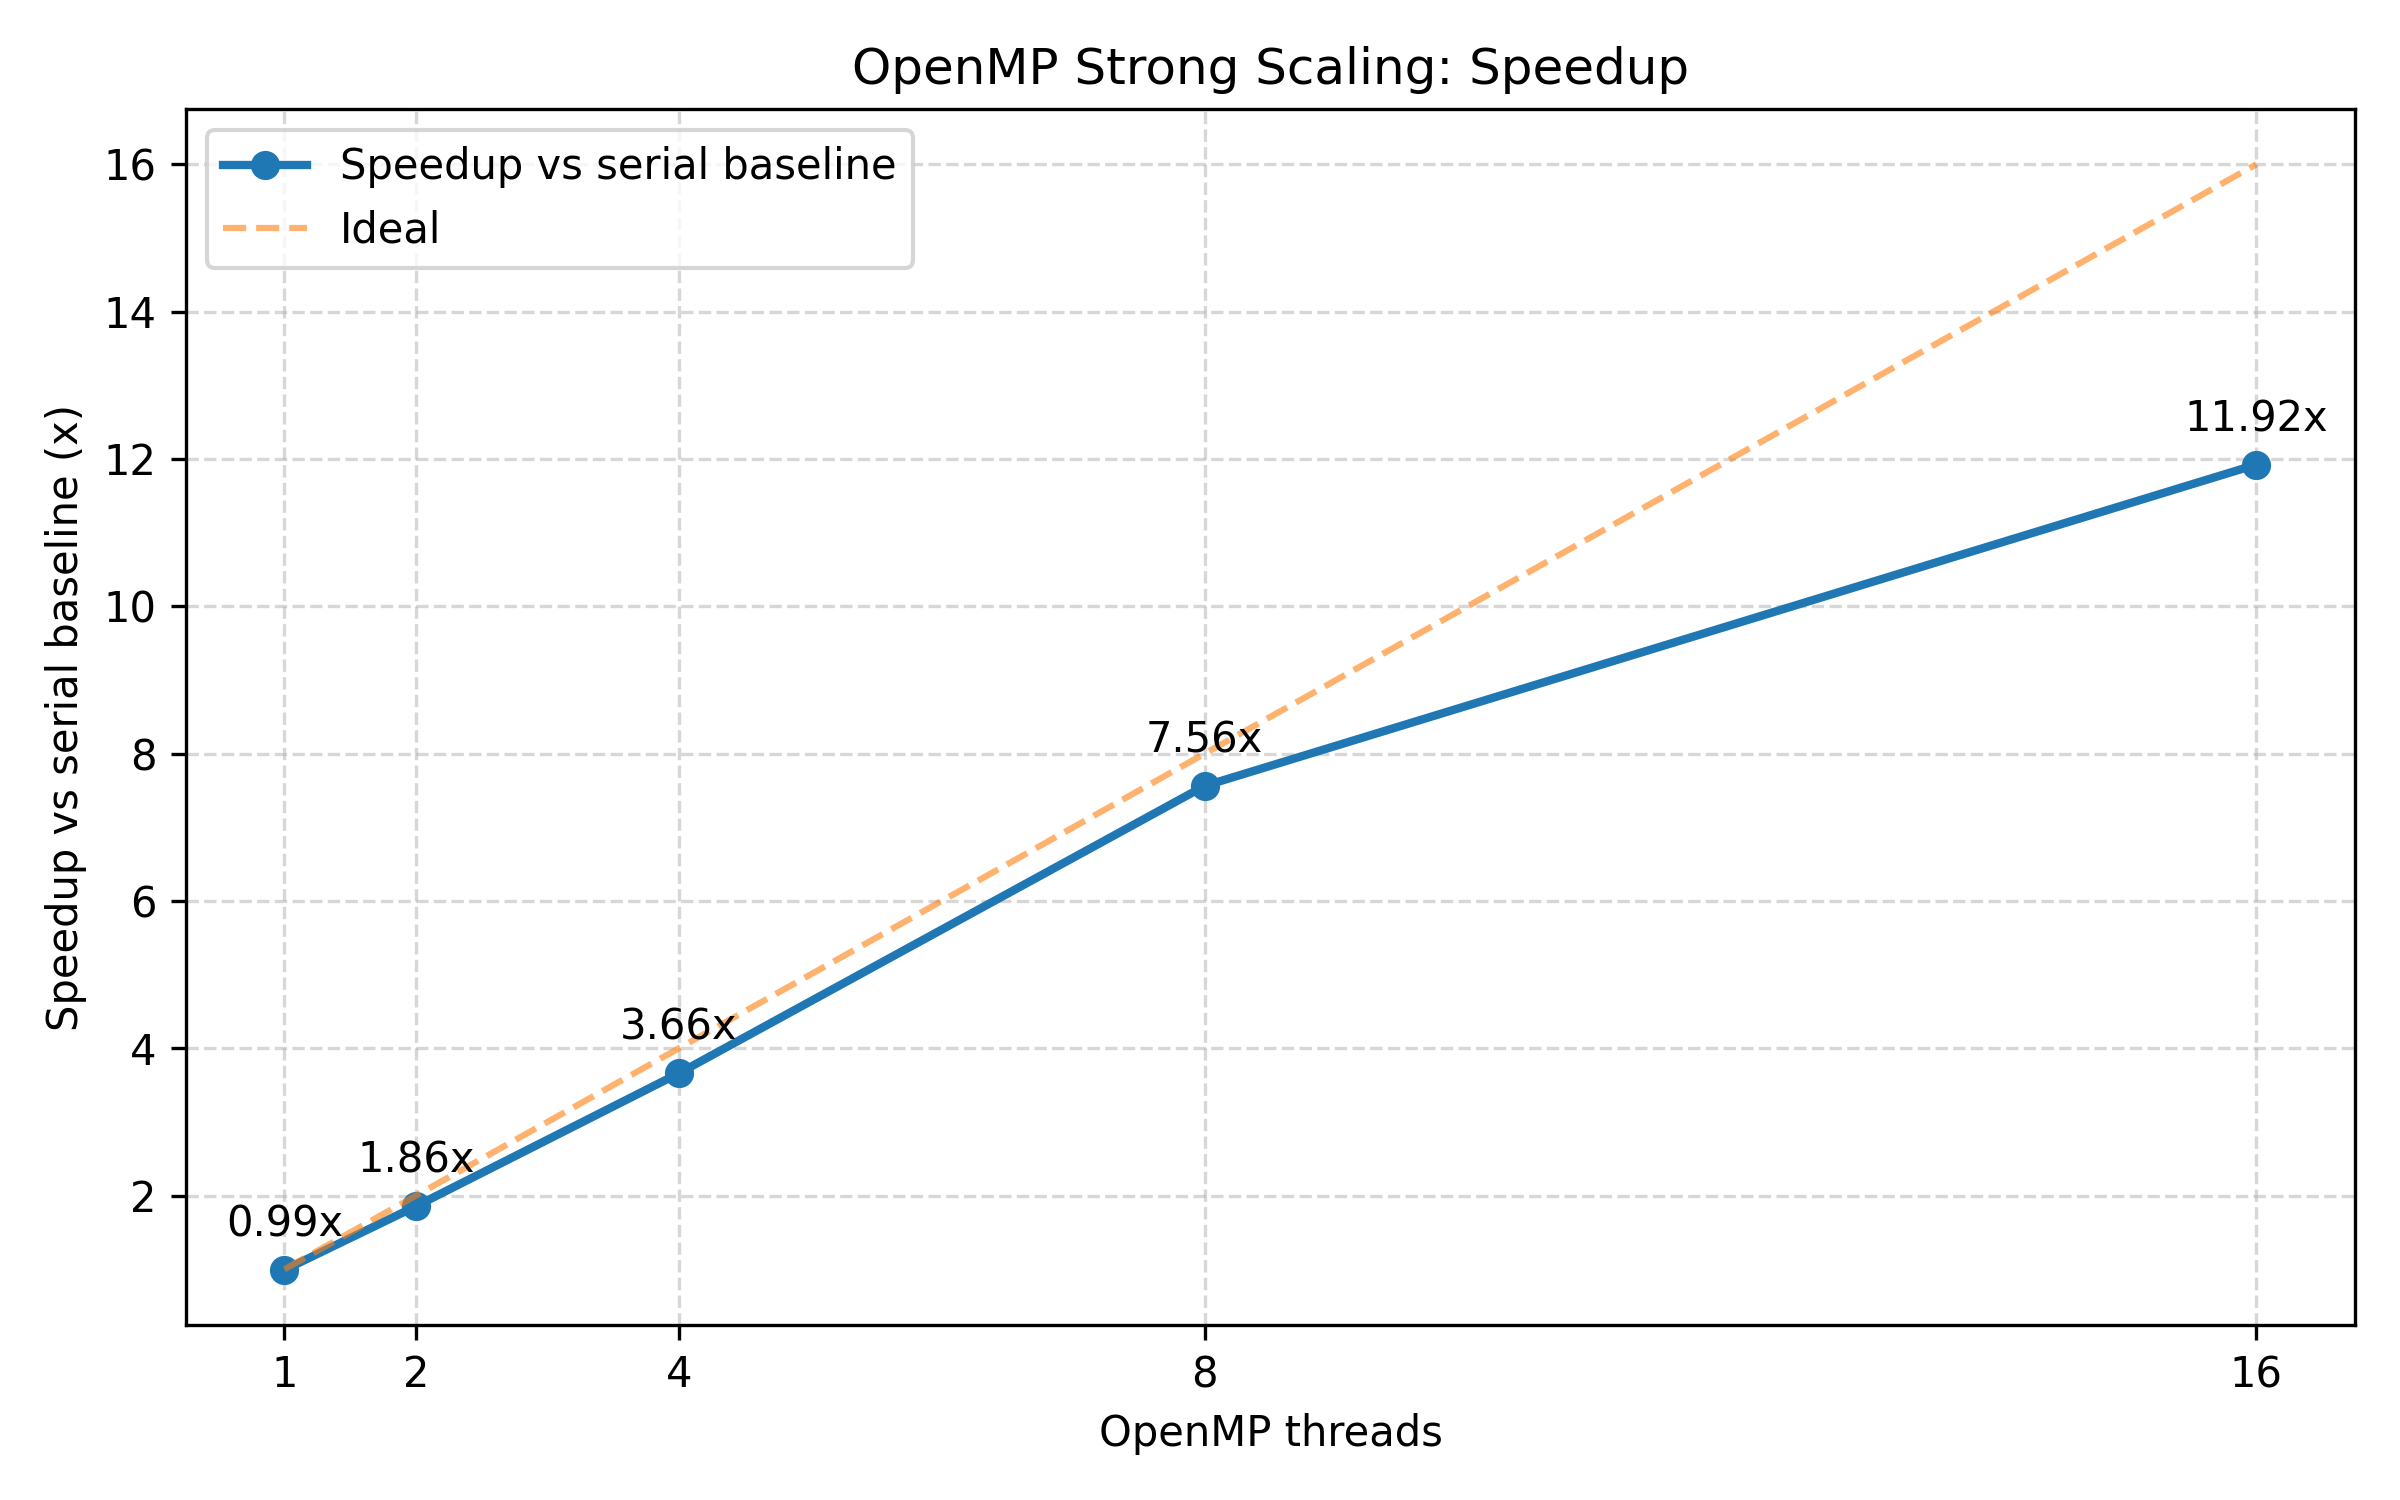 OpenMP Strong Scaling: Speedup
Speedup vs serial baseline
Ideal
Speedup vs serial baseline (x)
16
14
12
10
8
6
4
2
0.99x
1.86x
3.66x
7.56x
11.92x
1
2
4
8
16
OpenMP threads